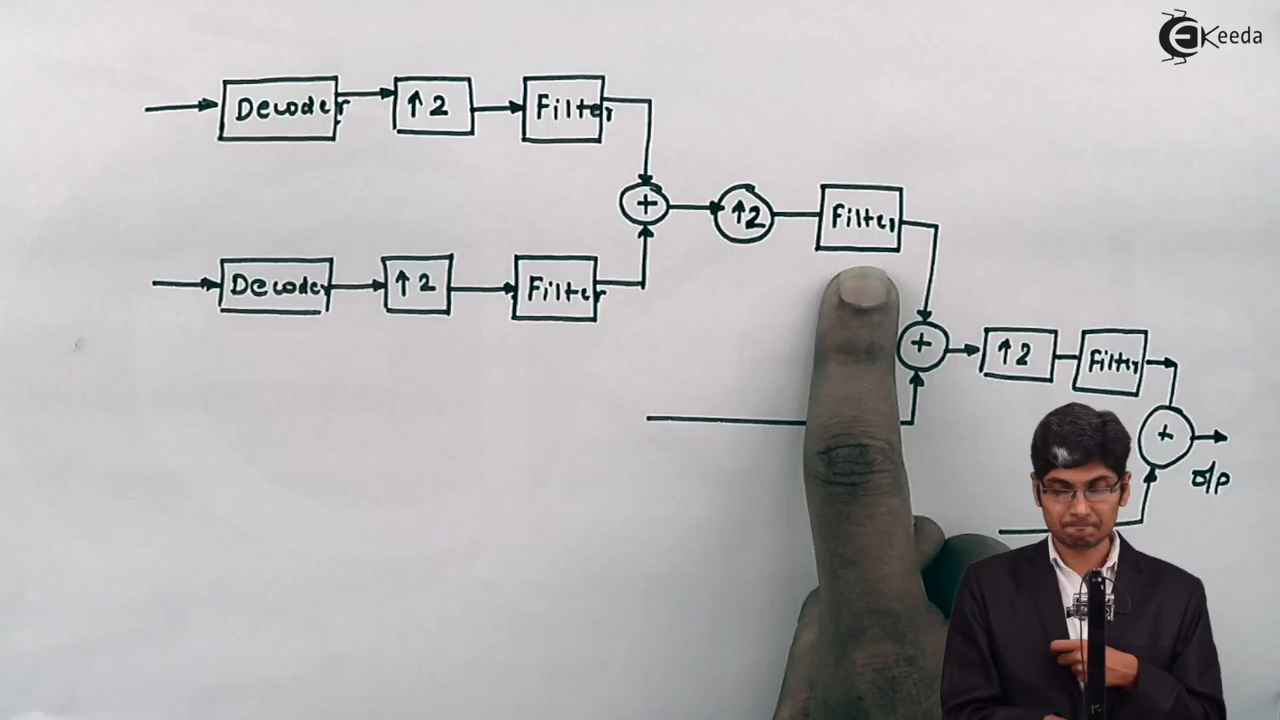 Keeda
Decoder
↑2
Filter
+
↑2
Filter
Decoder
↑2
Filter
+
↑2
Filter
+
o/p